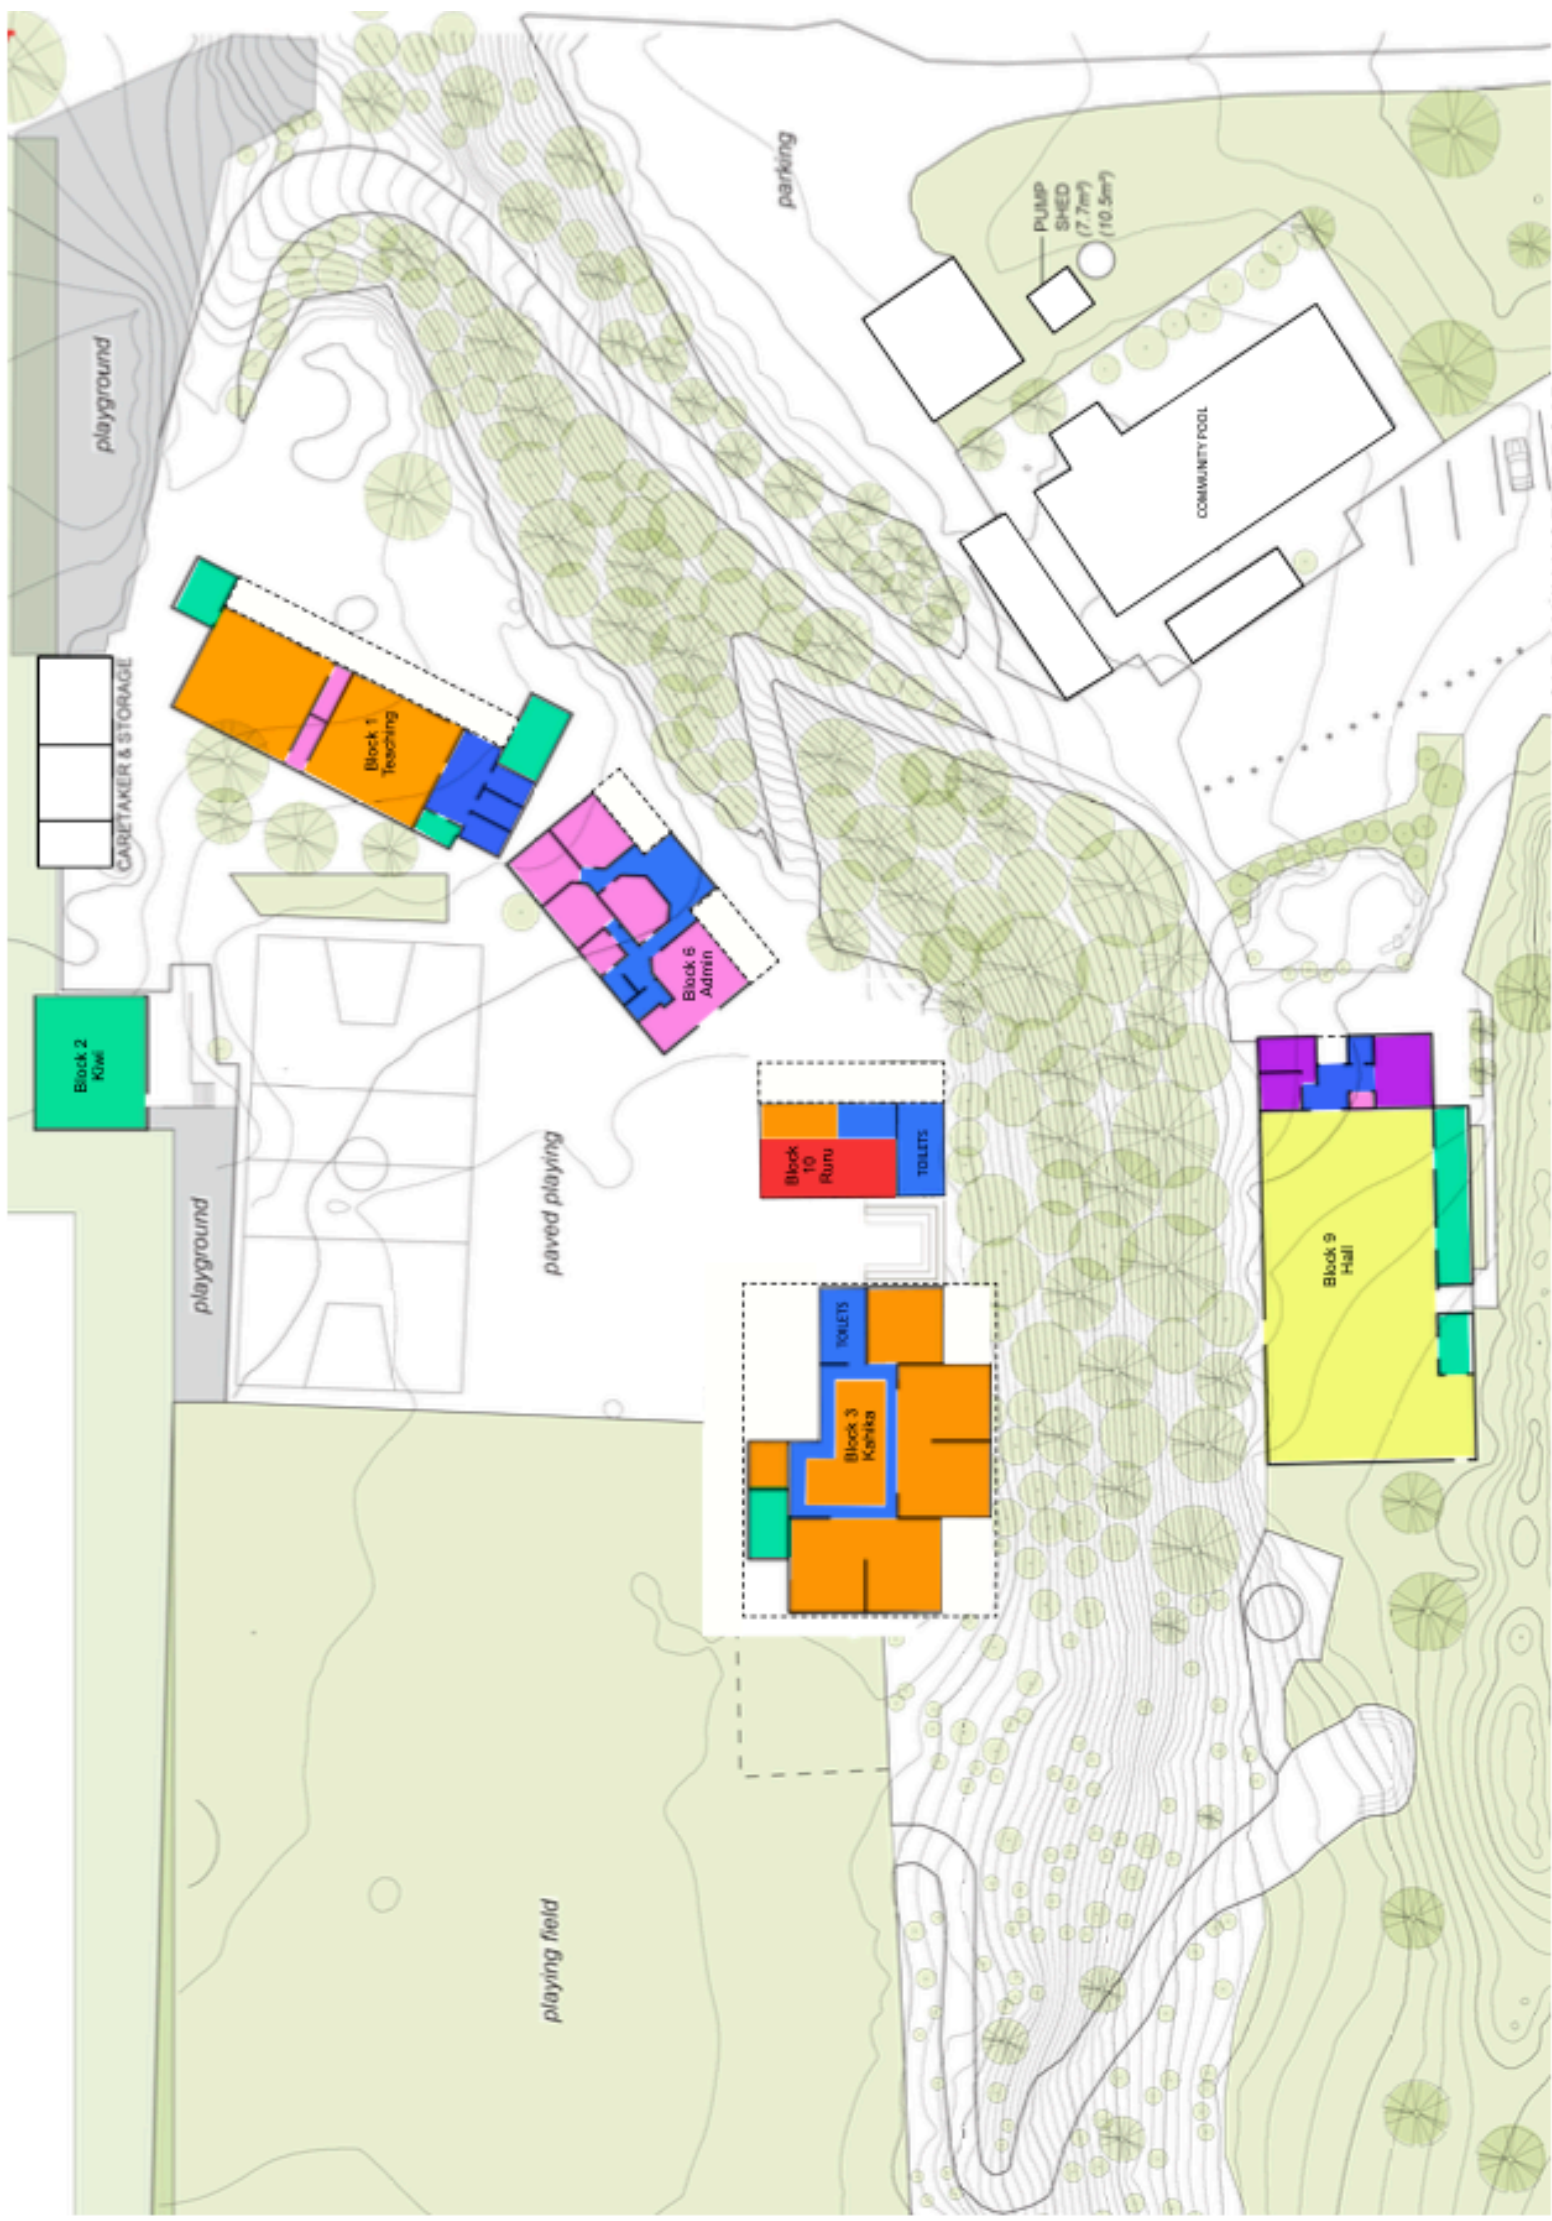 parking
PUMP
SHED
(7.7m²)
(10.5m²)
playground
COMMUNITY POOL
CARETAKER & STORAGE
Block 1
Teaching
Block 6
Admin
Block 2
Kiwi
Block
10
Ruru
TOILETS
paved playing
playground
Block 9
Hall
TOILETS
Block 3
Kahika
playing field